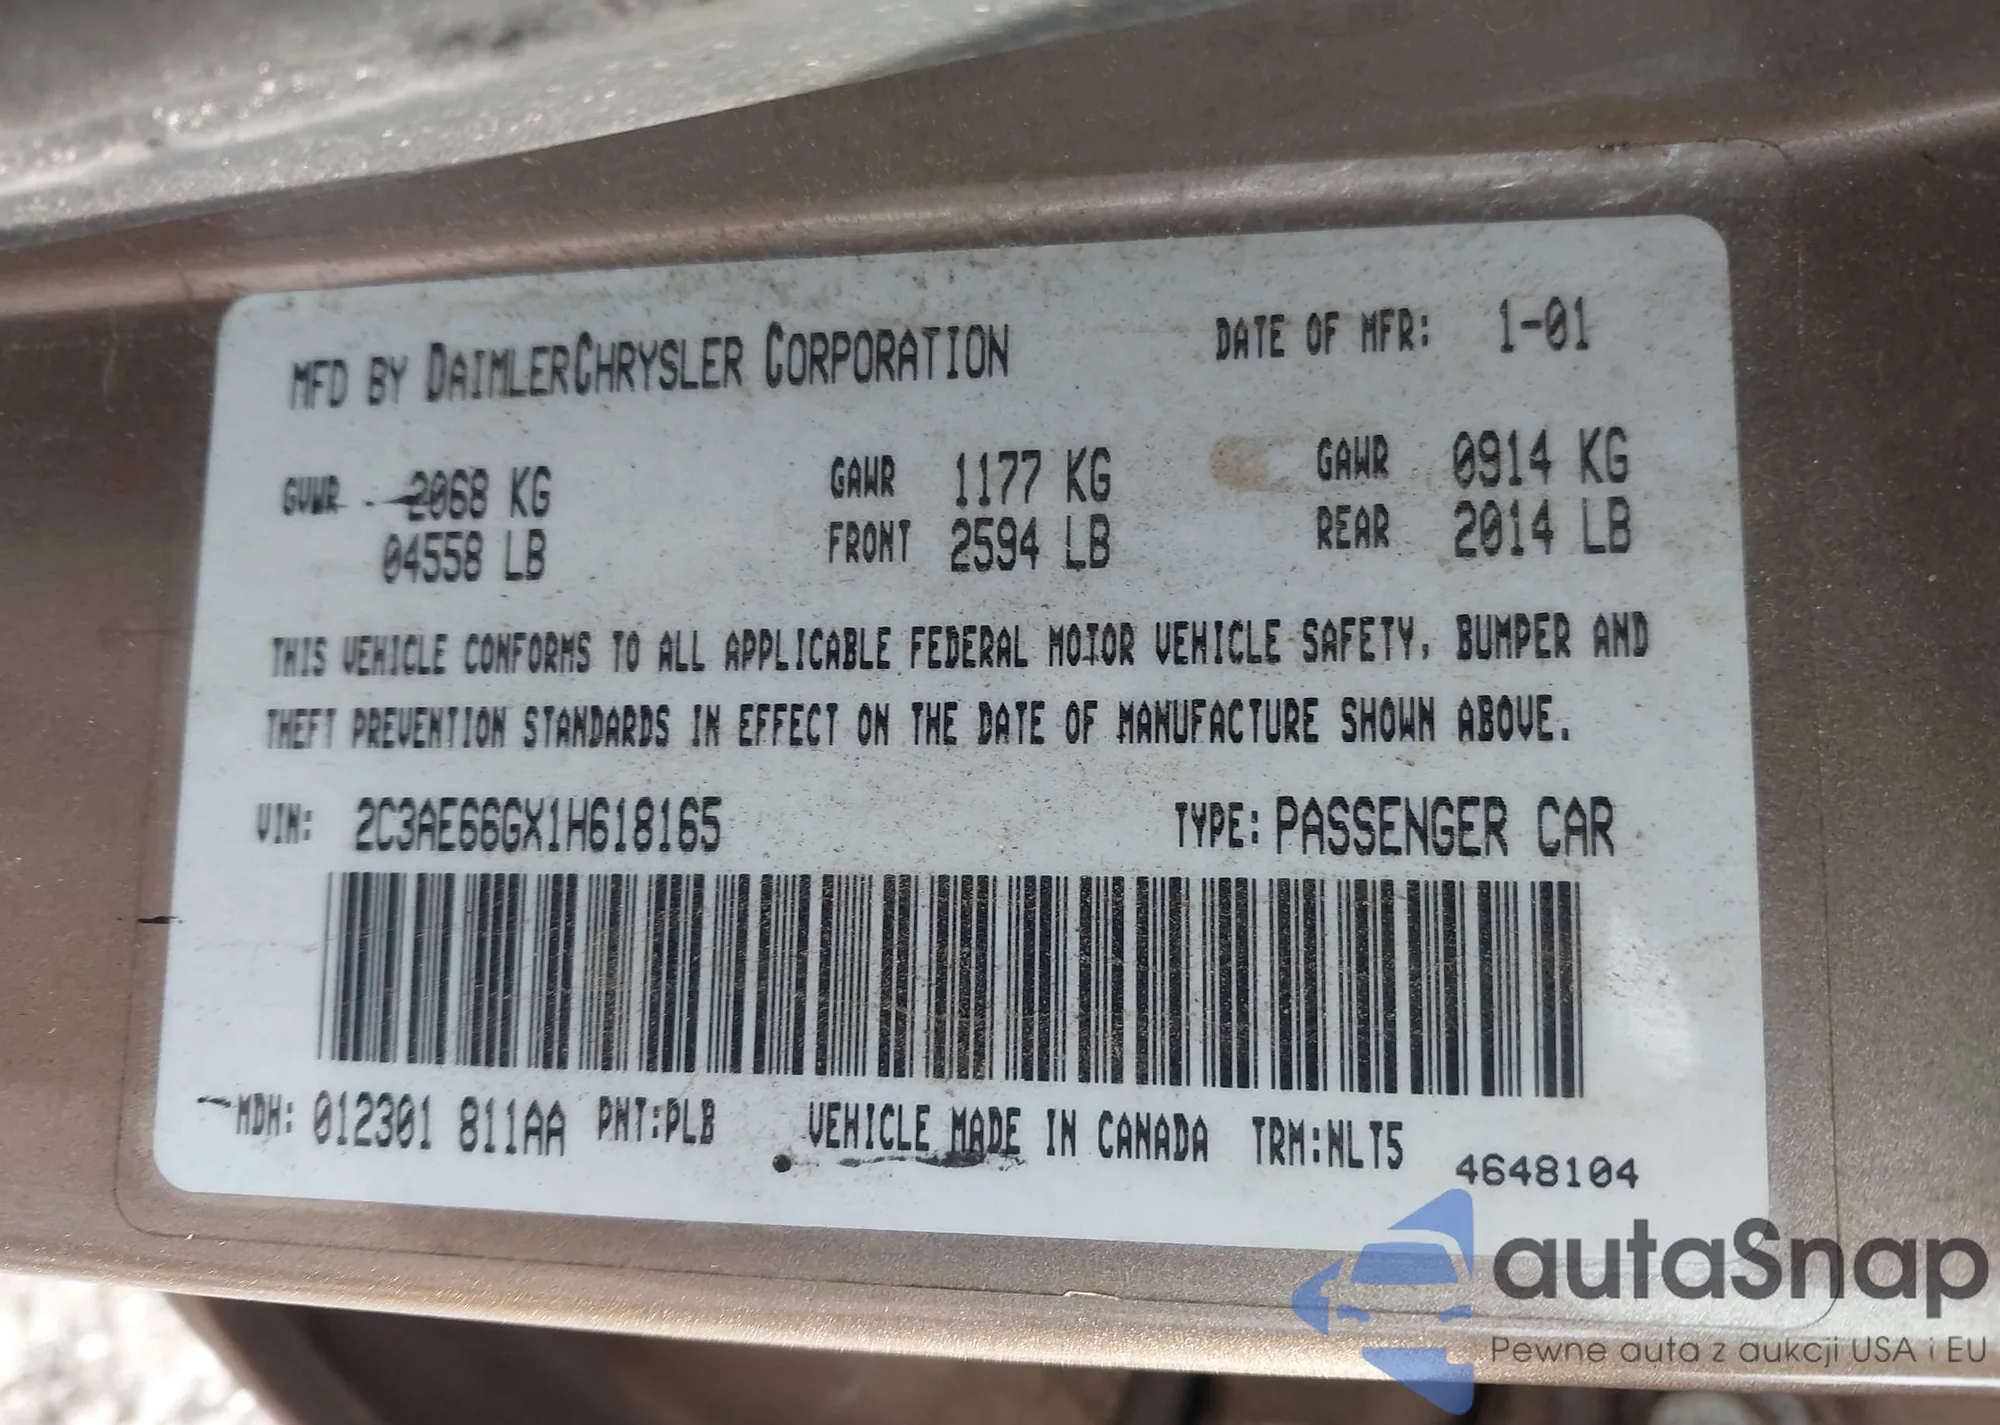 MFD BY DAIMLERCHRYSLER CORPORATION DATE OF MFR: 1-01
GVWR 2068 KG GAWR 1177 KG GAWR 0914 KG
04558 LB FRONT 2594 LB REAR 2014 LB
THIS VEHICLE CONFORMS TO ALL APPLICABLE FEDERAL MOTOR VEHICLE SAFETY, BUMPER AND
THEFT PREVENTION STANDARDS IN EFFECT ON THE DATE OF MANUFACTURE SHOWN ABOVE.
VIN: 2C3AE66GX1H618165 TYPE: PASSENGER CAR
MDH: 012301 811AA PNT:PLB VEHICLE MADE IN CANADA TRM:NLT5 4648104
autaSnap
Pewne auta z aukcji USA i EU